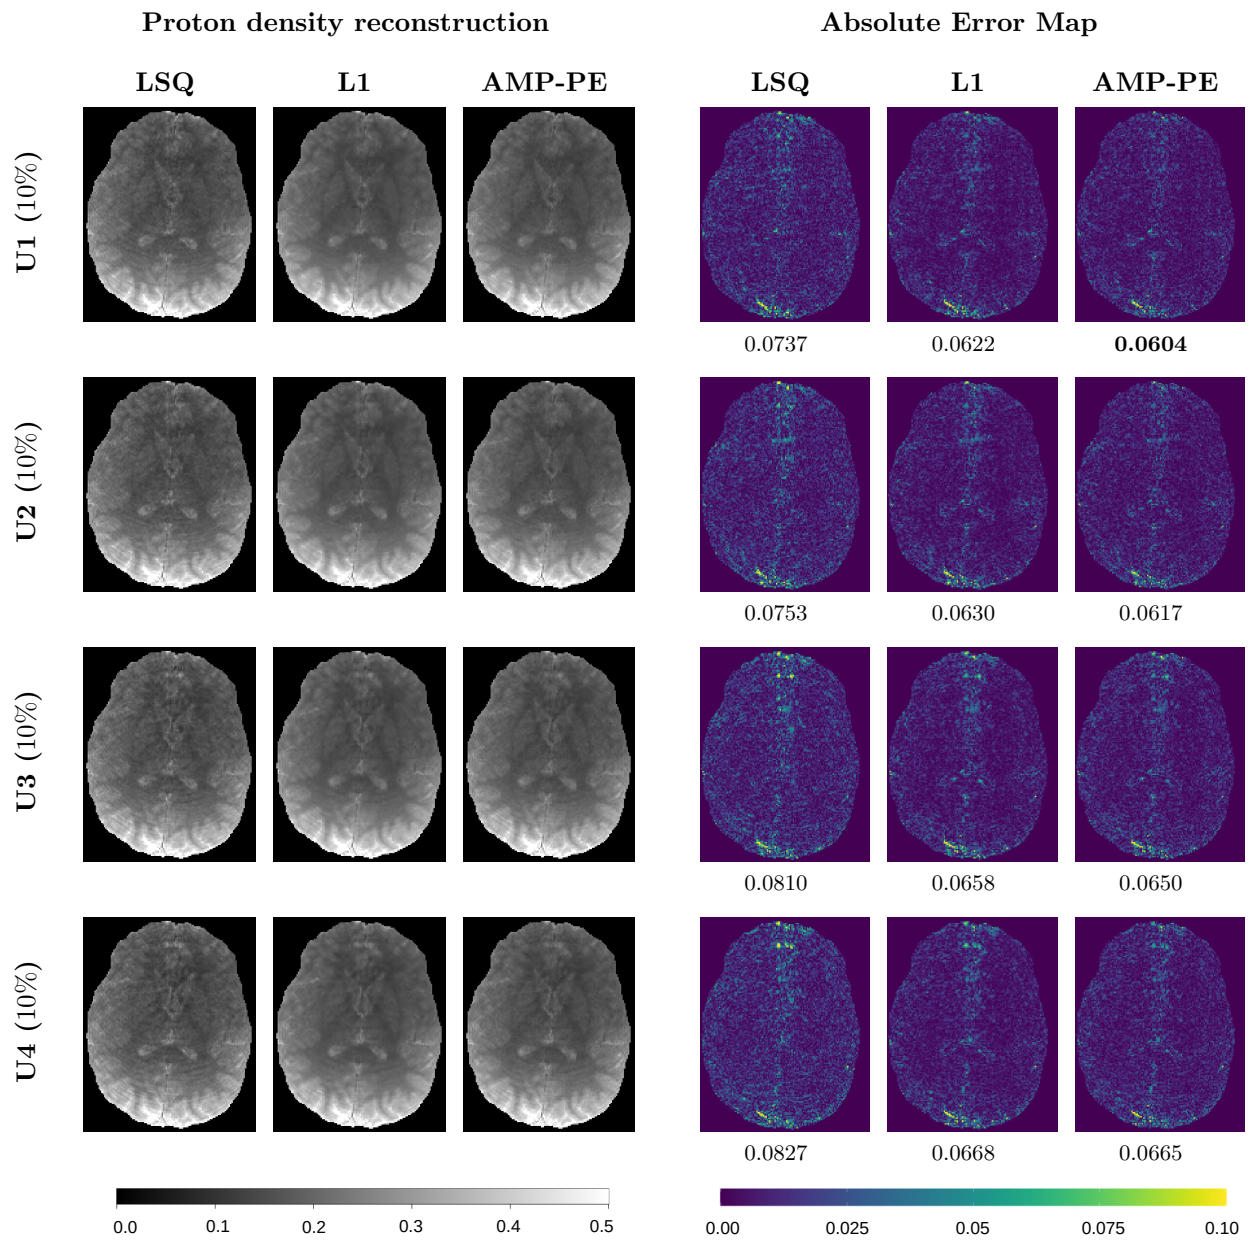 Proton density reconstruction
Absolute Error Map
LSQ L1 AMP-PE LSQ L1 AMP-PE
U1 (10%)
0.0737 0.0622 0.0604
U2 (10%)
0.0753 0.0630 0.0617
U3 (10%)
0.0810 0.0658 0.0650
U4 (10%)
0.0827 0.0668 0.0665
0.0 0.1 0.2 0.3 0.4 0.5
0.00 0.025 0.05 0.075 0.10